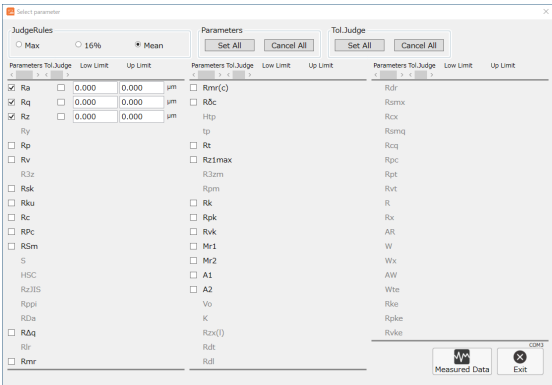 Select parameter
JudgeRules
Max 16% Mean
Parameters
Set All Cancel All
Tol.Judge
Set All Cancel All
Parameters Tol.Judge Low Limit Up Limit
Ra 0.000 0.000 μm
Rq 0.000 0.000 μm
Rz 0.000 0.000 μm
Ry
Rp
Rv
R3z
Rsk
Rku
Rc
RPc
RSm
S
HSC
RzJIS
Rppi
RDa
RΔq
Rlr
Rmr
Parameters Tol.Judge Low Limit Up Limit
Rmr(c)
Rδc
Htp
tp
Rt
Rz1max
R3zm
Rpm
Rk
Rpk
Rvk
Mr1
Mr2
A1
A2
Vo
K
Rzx(l)
Rdt
Rdl
Parameters Tol.Judge Low Limit Up Limit
Rdr
Rsmx
Rcx
Rsmq
Rcq
Rpc
Rpt
Rvt
R
Rx
AR
W
Wx
AW
Wte
Rke
Rpke
Rvke
COM3
Measured Data Exit